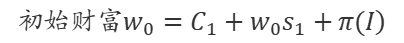 初始财富w₀ = C₁ + w₀s₁ + π(I)